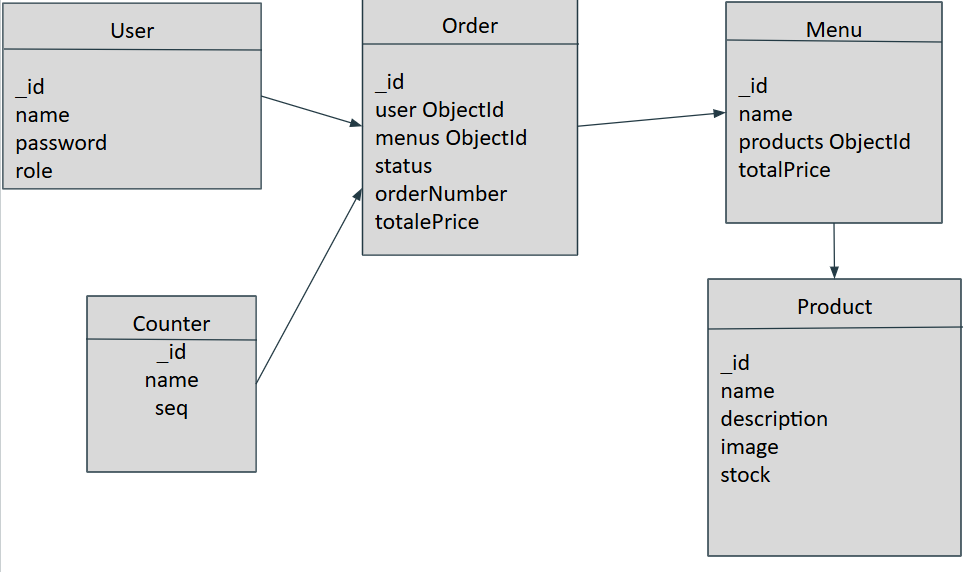 User
_id
name
password
role
Order
_id
user ObjectId
menus ObjectId
status
orderNumber
totalePrice
Menu
_id
name
products ObjectId
totalPrice
Counter
_id
name
seq
Product
_id
name
description
image
stock